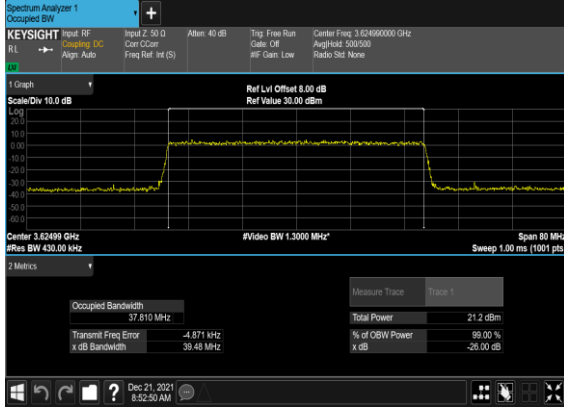 Spectrum Analyzer 1
Occupied BW
+
KEYSIGHT Input: RF Input Z: 50 Ω Atten: 40 dB Trig: Free Run Center Freq: 3.624990000 GHz
RL Coupling: DC Corr CCorr Gate: Off Avg|Hold: 500/500
Align: Auto Freq Ref: Int (S) #IF Gain: Low Radio Std: None
LV
1 Graph
Ref Lvl Offset 8.00 dB
Scale/Div 10.0 dB Ref Value 30.00 dBm
Log
20.0
10.0
0.00
-10.0
-20.0
-30.0
-40.0
-50.0
-60.0
Center 3.62499 GHz #Video BW 1.3000 MHz* Span 80 MHz
#Res BW 430.00 kHz Sweep 1.00 ms (1001 pts
2 Metrics
Measure Trace Trace 1
Occupied Bandwidth
37.810 MHz Total Power 21.2 dBm
Transmit Freq Error -4.871 kHz % of OBW Power 99.00 %
x dB Bandwidth 39.48 MHz x dB -26.00 dB
? Dec 21, 2021
8:52:50 AM